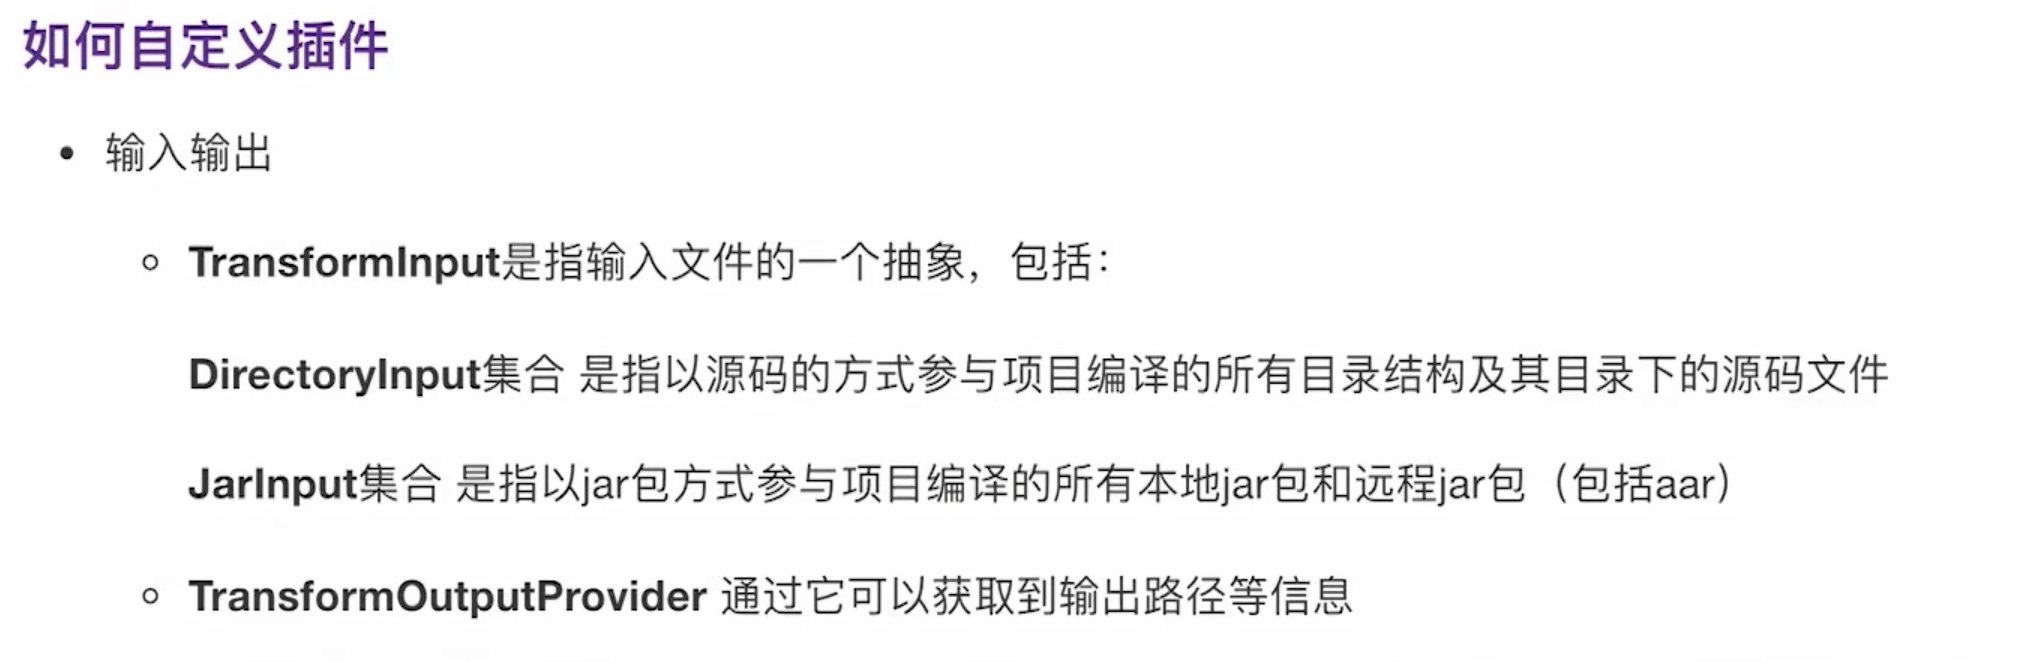 如何自定义插件
输入输出
TransformInput是指输入文件的一个抽象，包括：
DirectoryInput集合 是指以源码的方式参与项目编译的所有目录结构及其目录下的源码文件
JarInput集合 是指以jar包方式参与项目编译的所有本地jar包和远程jar包（包括aar）
TransformOutputProvider 通过它可以获取到输出路径等信息